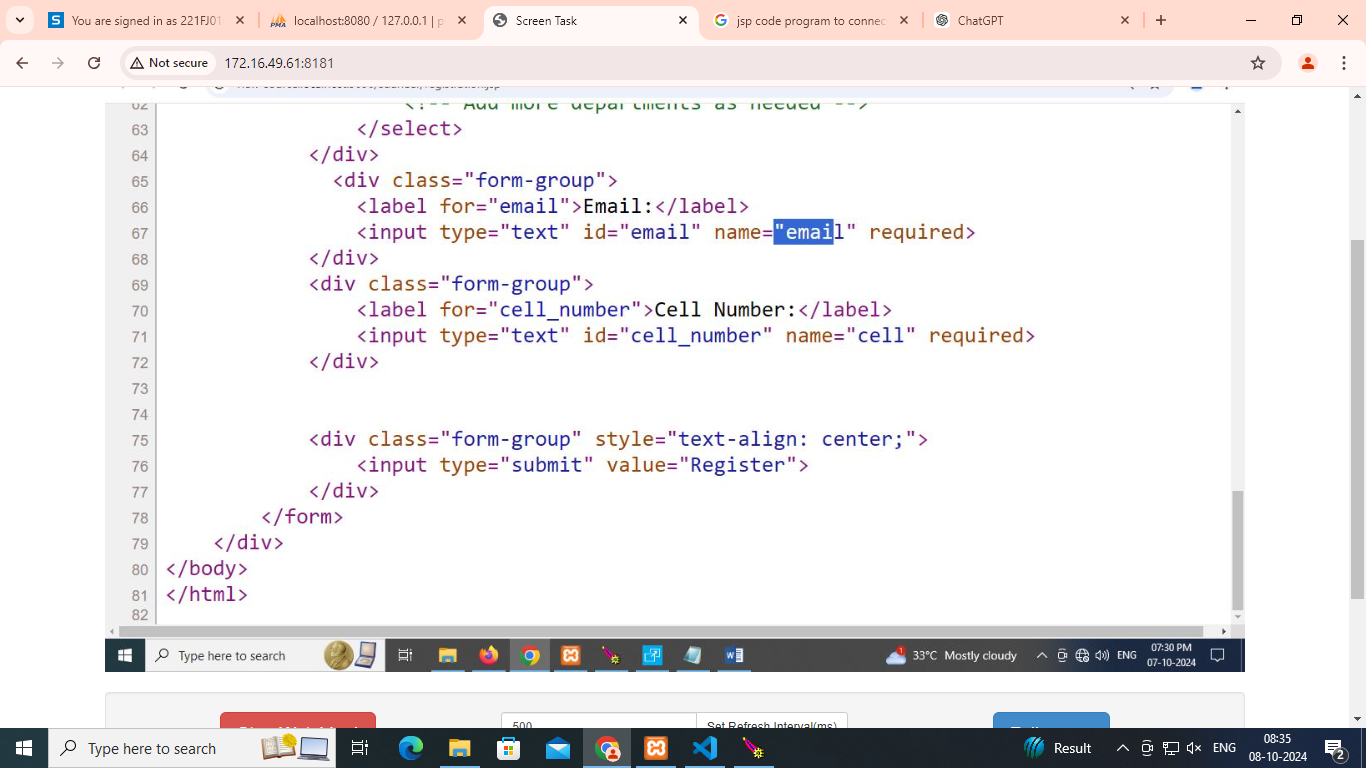 You are signed in as 221FJ01
localhost:8080 / 127.0.0.1 | p
Screen Task
jsp code program to connec
ChatGPT
Not secure
172.16.49.61:8181
62 <!-- Add more departments as needed -->
63 </select>
64 </div>
65 <div class="form-group">
66 <label for="email">Email:</label>
67 <input type="text" id="email" name="email" required>
68 </div>
69 <div class="form-group">
70 <label for="cell_number">Cell Number:</label>
71 <input type="text" id="cell_number" name="cell" required>
72 </div>
73
74
75 <div class="form-group" style="text-align: center;">
76 <input type="submit" value="Register">
77 </div>
78 </form>
79 </div>
80 </body>
81 </html>
82
Type here to search
33°C Mostly cloudy
ENG
07:30 PM
07-10-2024
500
Set Refresh Interval(ms)
Type here to search
Result
ENG
08:35
08-10-2024
2